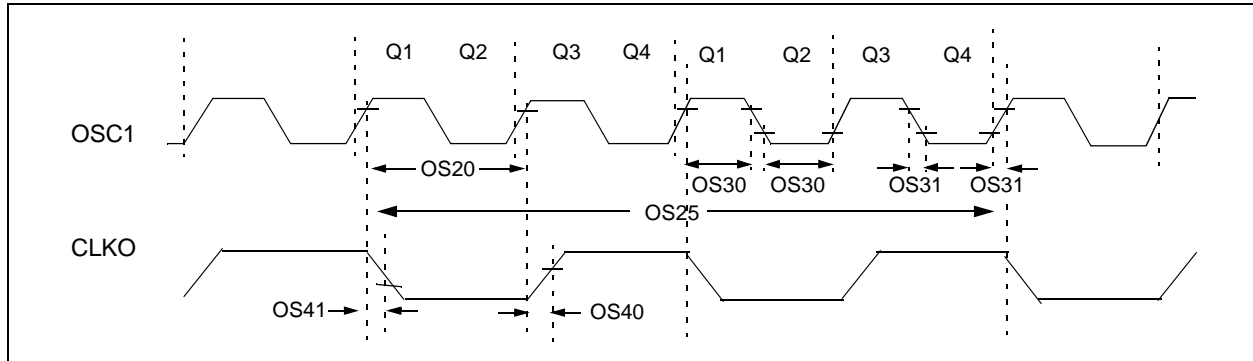 Q1 Q2 Q3 Q4 Q1 Q2 Q3 Q4
OSC1
OS20
OS30 OS30 OS31 OS31
OS25
CLKO
OS41 OS40